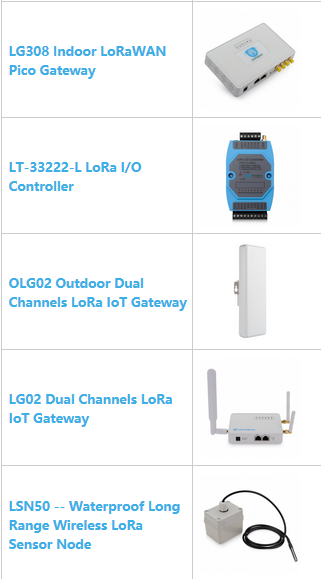 LG308 Indoor LoRaWAN
Pico Gateway
LT-33222-L LoRa I/O
Controller
OLG02 Outdoor Dual
Channels LoRa IoT Gateway
LG02 Dual Channels LoRa
IoT Gateway
LSN50 -- Waterproof Long
Range Wireless LoRa
Sensor Node